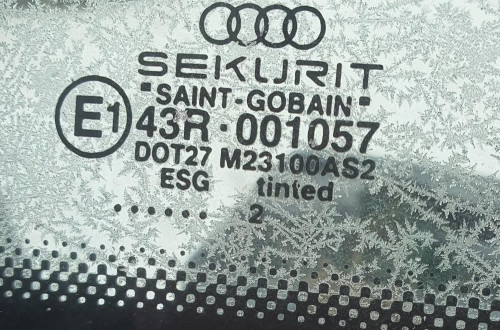 SEKURIT
"SAINT-GOBAIN"
E1 43R · 001057
DOT27 M23100AS2
ESG tinted
...... 2